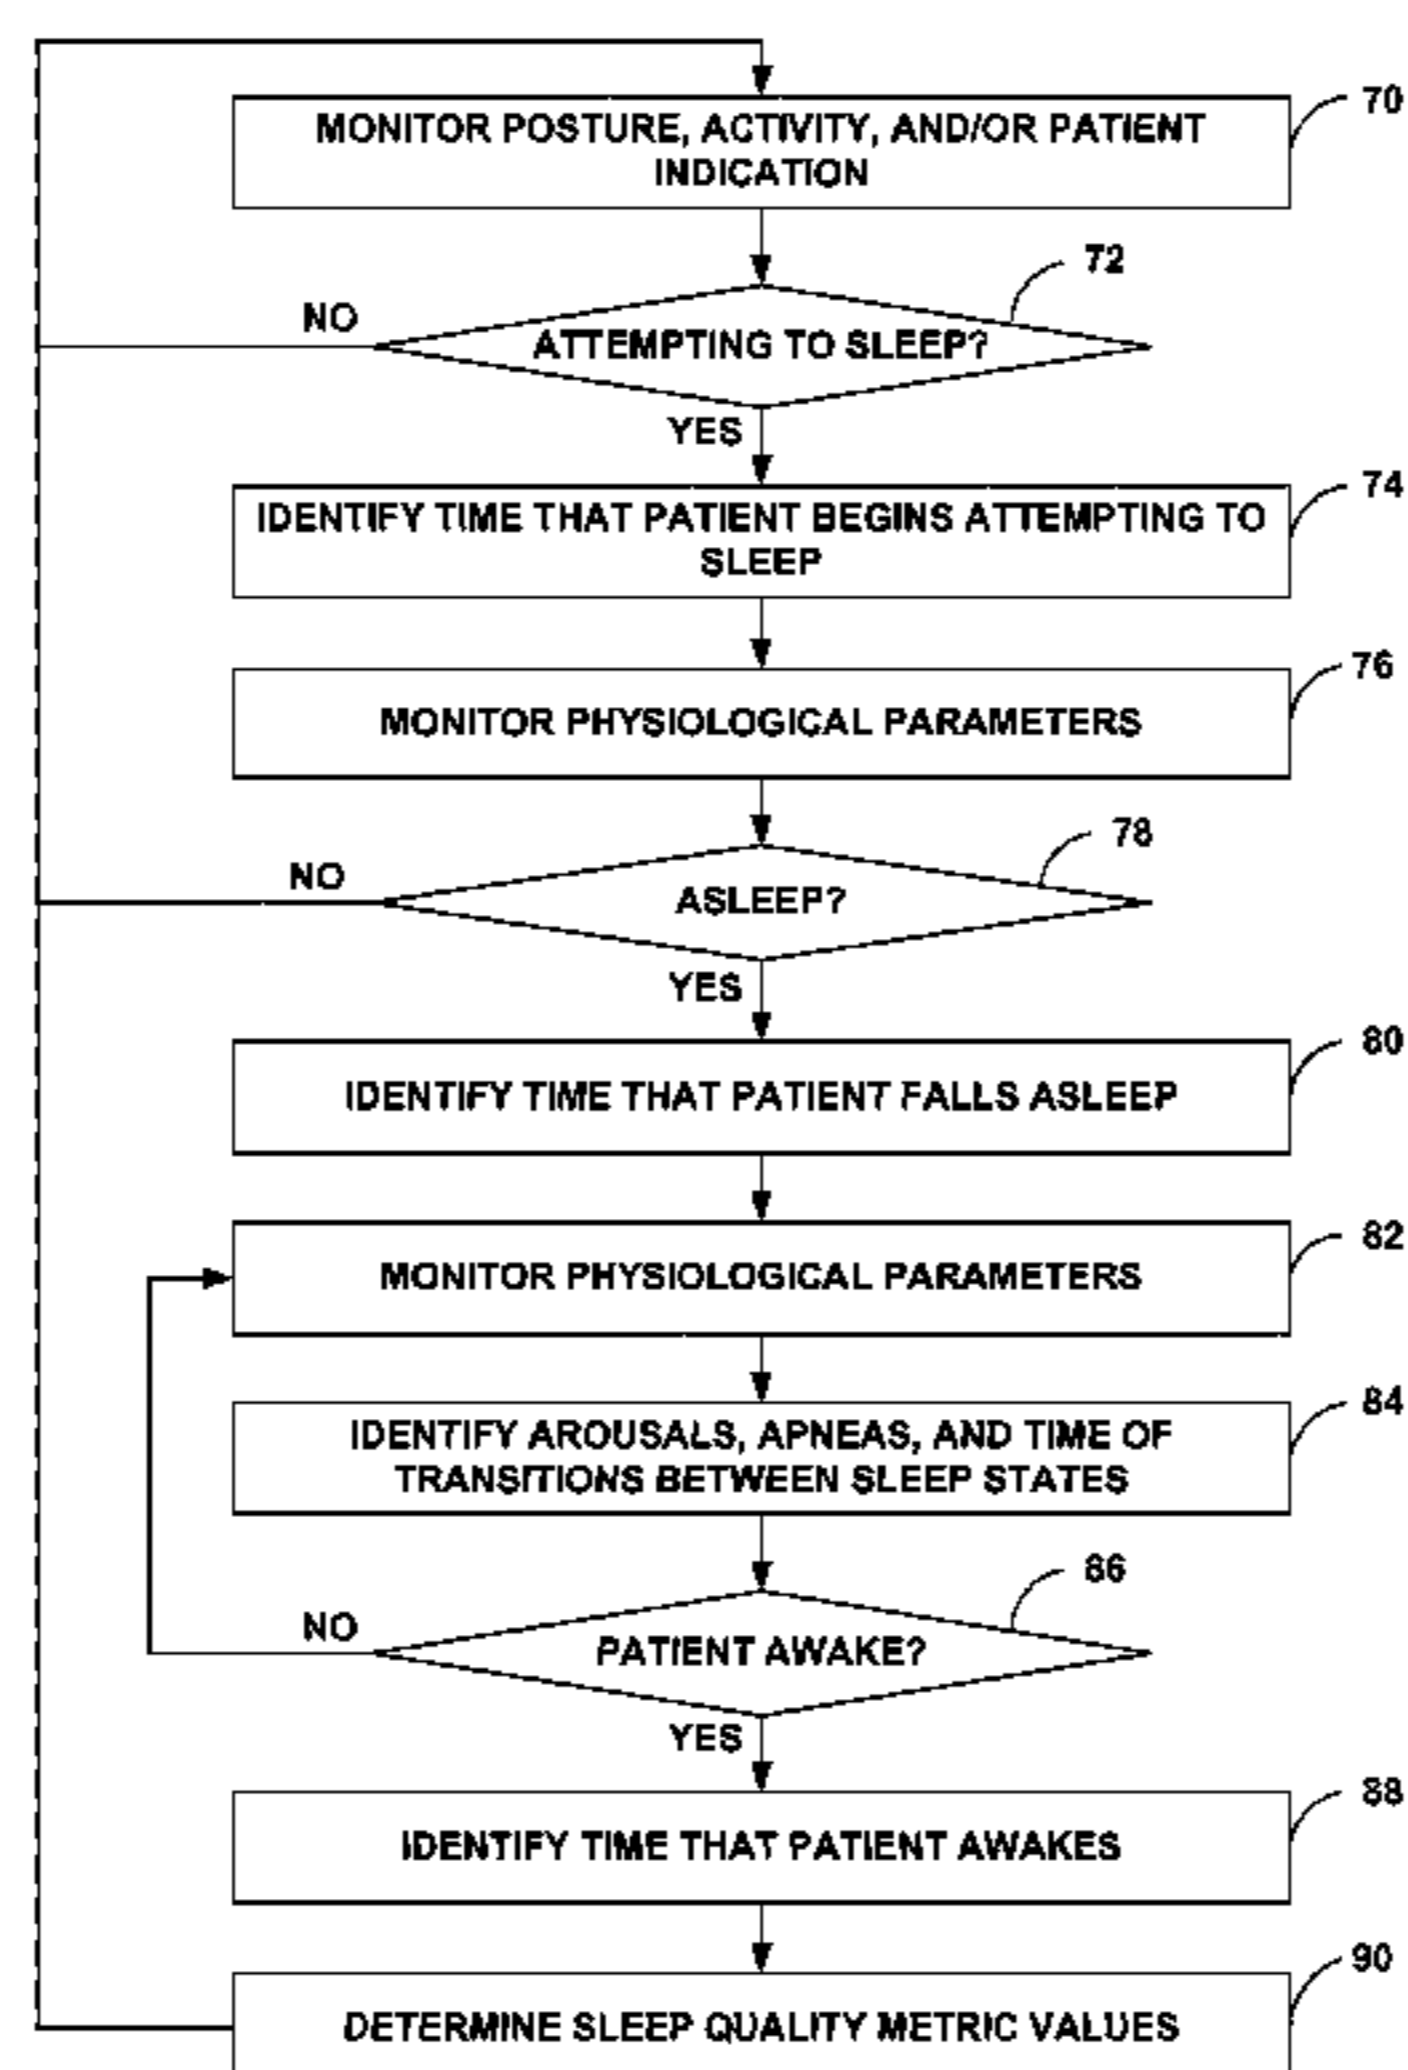 70
MONITOR POSTURE, ACTIVITY, AND/OR PATIENT
INDICATION
72
NO
ATTEMPTING TO SLEEP?
YES
74
IDENTIFY TIME THAT PATIENT BEGINS ATTEMPTING TO
SLEEP
76
MONITOR PHYSIOLOGICAL PARAMETERS
78
NO
ASLEEP?
YES
80
IDENTIFY TIME THAT PATIENT FALLS ASLEEP
82
MONITOR PHYSIOLOGICAL PARAMETERS
84
IDENTIFY AROUSALS, APNEAS, AND TIME OF
TRANSITIONS BETWEEN SLEEP STATES
86
NO
PATIENT AWAKE?
YES
88
IDENTIFY TIME THAT PATIENT AWAKES
90
DETERMINE SLEEP QUALITY METRIC VALUES